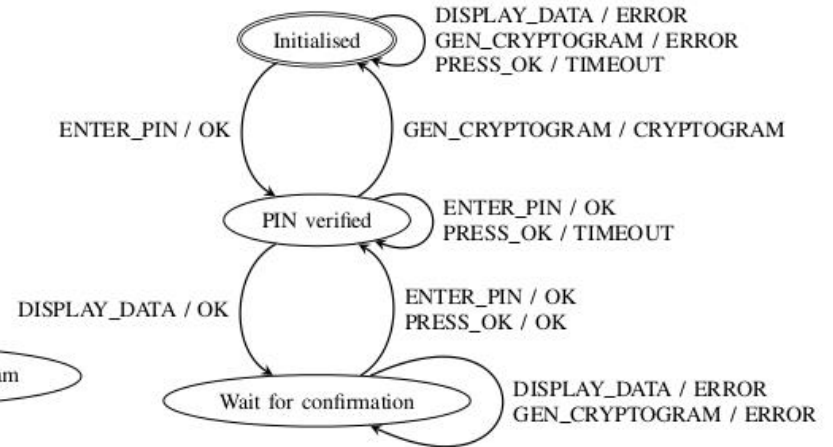 Initialised
DISPLAY_DATA / ERROR
GEN_CRYPTOGRAM / ERROR
PRESS_OK / TIMEOUT
ENTER_PIN / OK
GEN_CRYPTOGRAM / CRYPTOGRAM
PIN verified
ENTER_PIN / OK
PRESS_OK / TIMEOUT
DISPLAY_DATA / OK
ENTER_PIN / OK
PRESS_OK / OK
Wait for confirmation
DISPLAY_DATA / ERROR
GEN_CRYPTOGRAM / ERROR